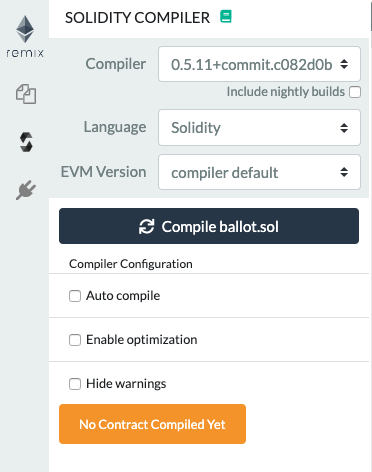 remix
SOLIDITY COMPILER
Compiler 0.5.11+commit.c082d0b
Include nightly builds
Language Solidity
EVM Version compiler default
Compile ballot.sol
Compiler Configuration
Auto compile
Enable optimization
Hide warnings
No Contract Compiled Yet